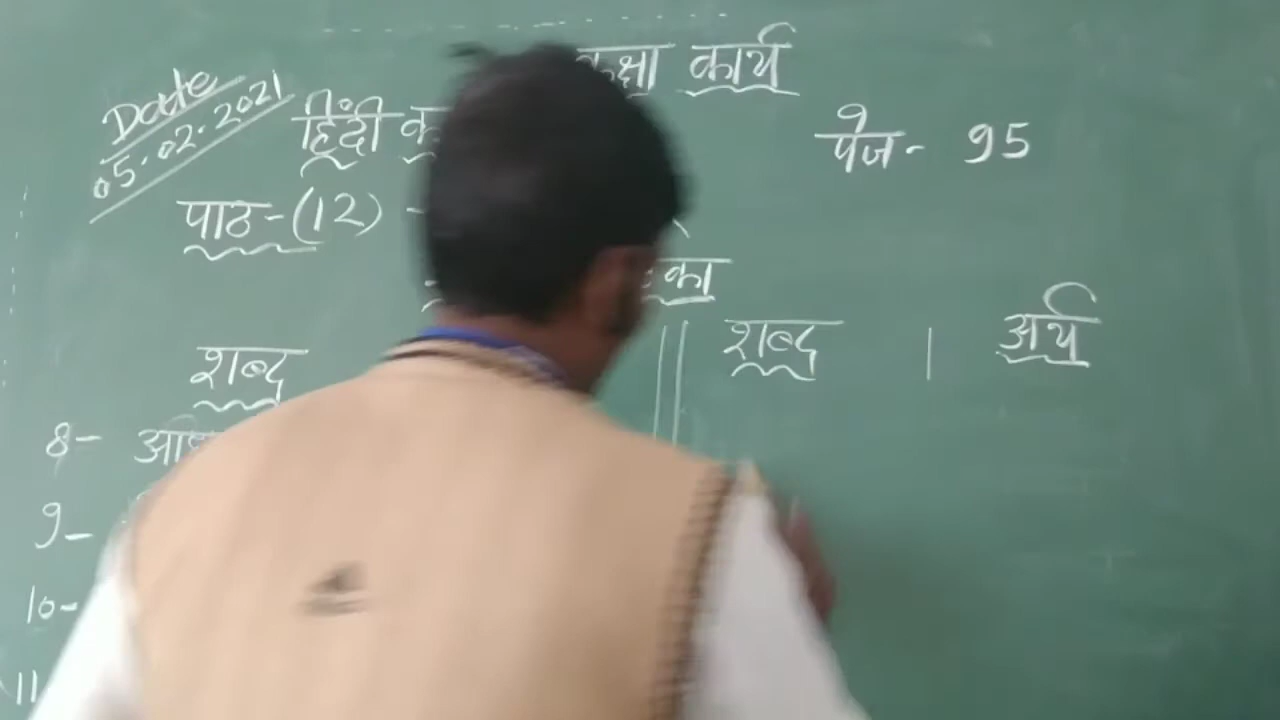 कक्षा कार्य
Date
05.02.2021
हिंदी
पेज- 95
पाठ-(12) -
का
शब्द
शब्द | अर्थ
8-
9-
10-
11